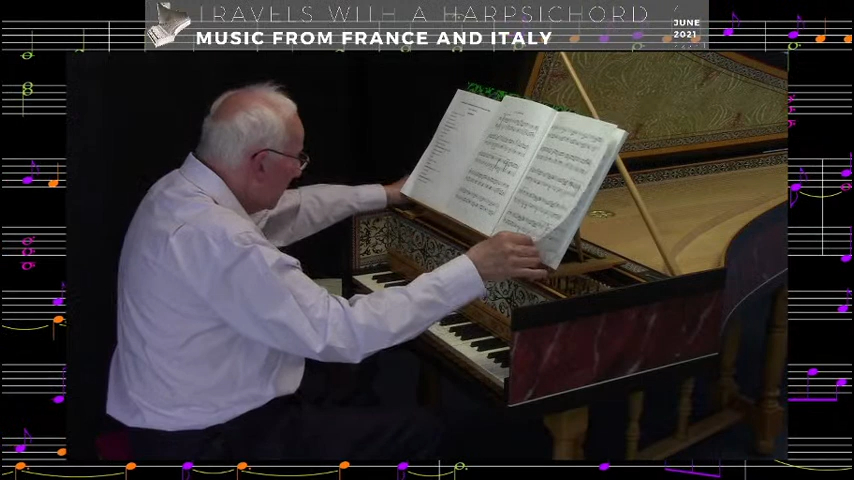 TRAVELS WITH A HARPSICHORD
MUSIC FROM FRANCE AND ITALY
JUNE
2021